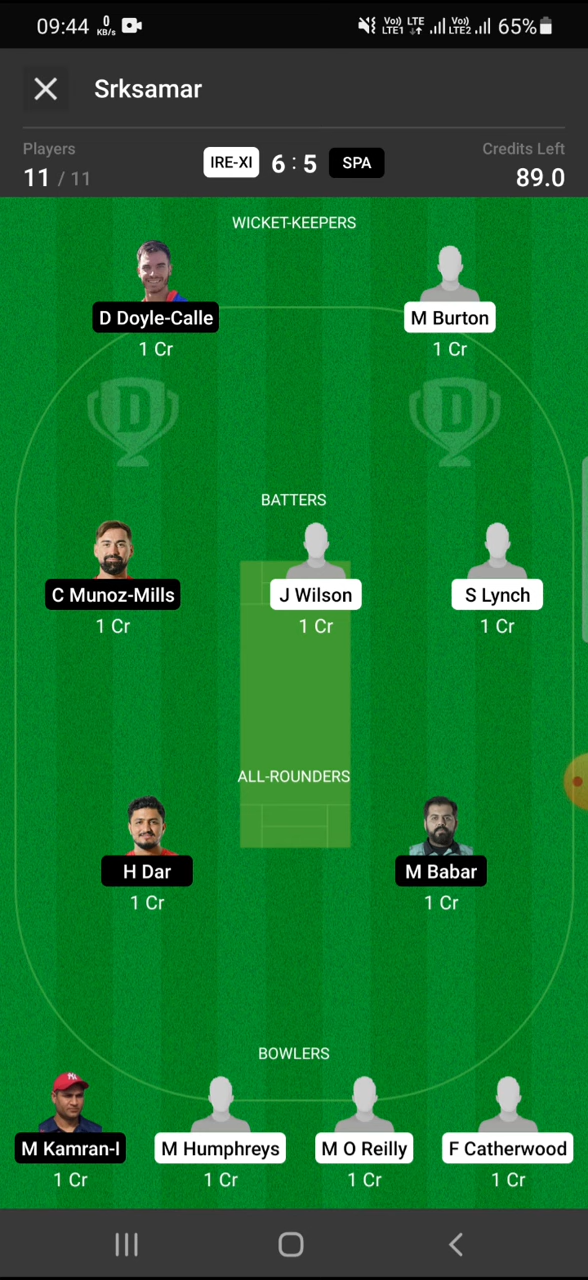 09:44 0 KB/s Vo)) LTE1 LTE Vo)) LTE2 65%
Srksamar
Players
Credits Left
11 / 11
IRE-XI 6 : 5 SPA
89.0
WICKET-KEEPERS
D Doyle-Calle
M Burton
1 Cr
1 Cr
D
D
BATTERS
C Munoz-Mills
J Wilson
S Lynch
1 Cr
1 Cr
1 Cr
ALL-ROUNDERS
H Dar
M Babar
1 Cr
1 Cr
BOWLERS
M Kamran-I
M Humphreys
M O Reilly
F Catherwood
1 Cr
1 Cr
1 Cr
1 Cr